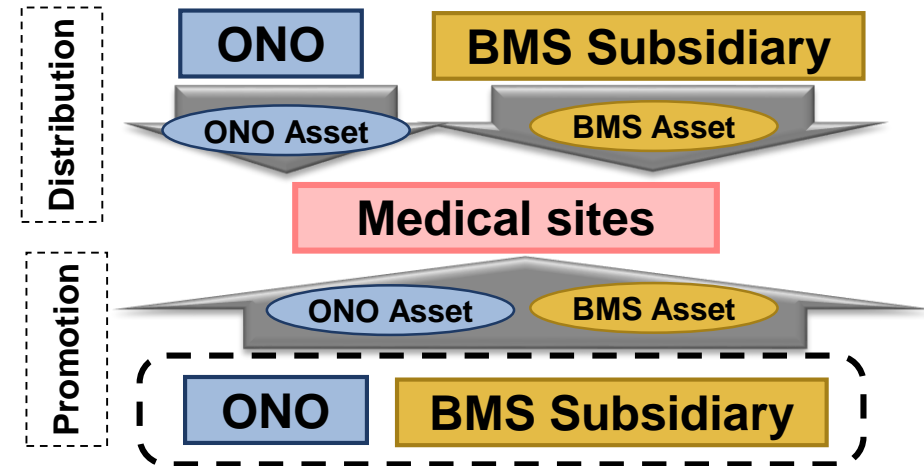 Distribution
ONO
BMS Subsidiary
ONO Asset
BMS Asset
Medical sites
Promotion
ONO Asset
BMS Asset
ONO
BMS Subsidiary